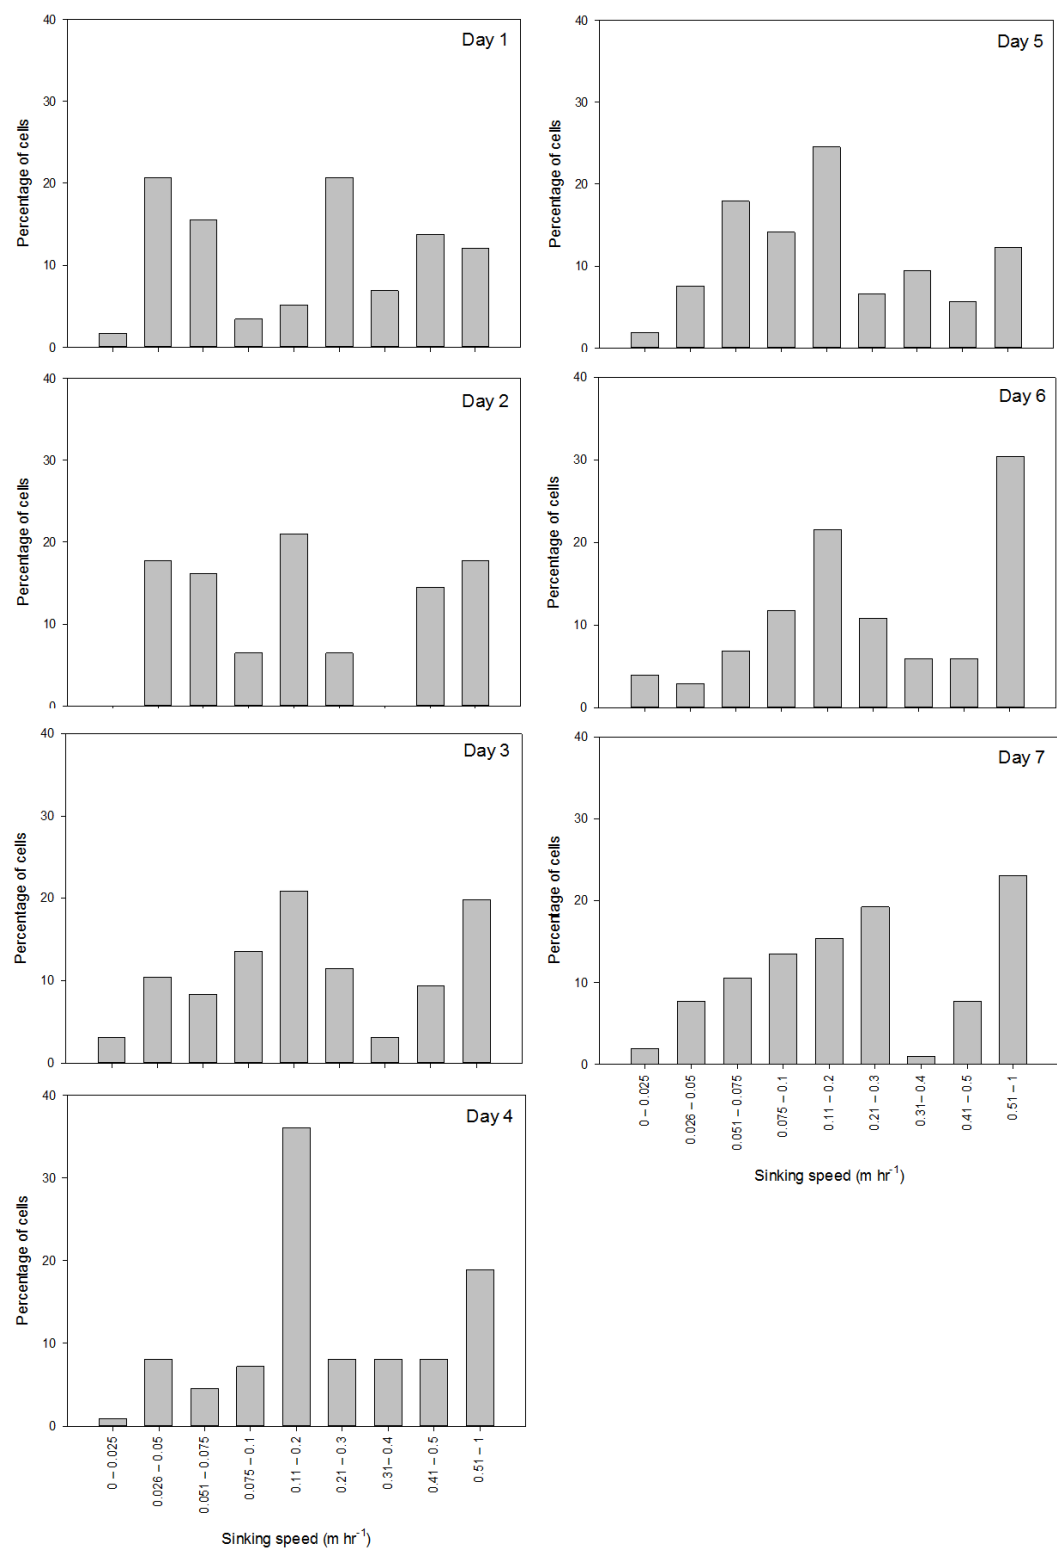 Day 1
Percentage of cells
40
30
20
10
0
Day 2
Percentage of cells
40
30
20
10
0
Day 3
Percentage of cells
40
30
20
10
0
Day 4
Percentage of cells
40
30
20
10
0
0 – 0.025
0.026 – 0.05
0.051 – 0.075
0.075 – 0.1
0.11 – 0.2
0.21 – 0.3
0.31– 0.4
0.41 – 0.5
0.51 – 1
Sinking speed (m hr⁻¹)
Day 5
Percentage of cells
40
30
20
10
0
Day 6
Percentage of cells
40
30
20
10
0
Day 7
Percentage of cells
40
30
20
10
0
0 – 0.025
0.026 – 0.05
0.051 – 0.075
0.075 – 0.1
0.11 – 0.2
0.21 – 0.3
0.31– 0.4
0.41 – 0.5
0.51 – 1
Sinking speed (m hr⁻¹)